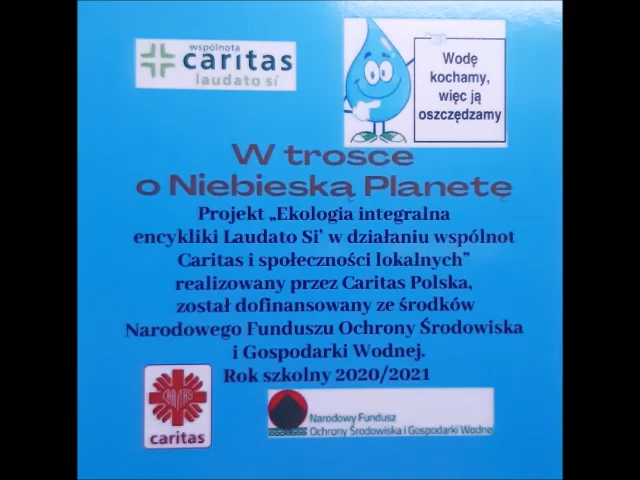 wspólnota
caritas
laudato si'
Wodę
kochamy,
więc ją
oszczędzamy
W trosce
o Niebieską Planetę
Projekt „Ekologia integralna
encykliki Laudato Si’ w działaniu wspólnot
Caritas i społeczności lokalnych”
realizowany przez Caritas Polska,
został dofinansowany ze środków
Narodowego Funduszu Ochrony Środowiska
i Gospodarki Wodnej.
Rok szkolny 2020/2021
caritas
Narodowy Fundusz
Ochrony Środowiska i Gospodarki Wodnej